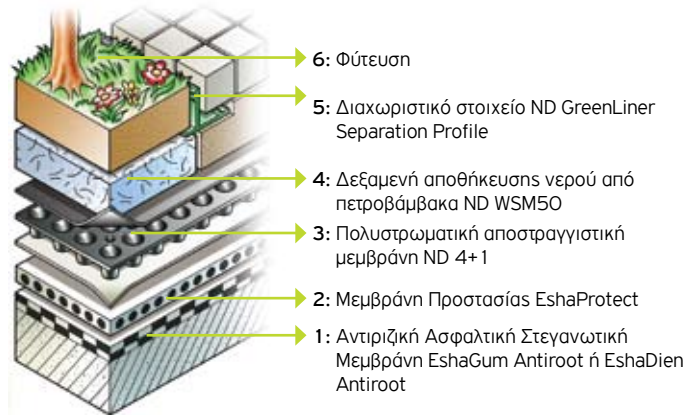 6: Φύτευση
5: Διαχωριστικό στοιχείο ND GreenLiner
Separation Profile
4: Δεξαμενή αποθήκευσης νερού από
πετροβάμβακα ND WSM50
3: Πολυστρωματική αποστραγγιστική
μεμβράνη ND 4+1
2: Μεμβράνη Προστασίας EshaProtect
1: Αντιριζική Ασφαλτική Στεγανωτική
Μεμβράνη EshaGum Antiroot ή EshaDien
Antiroot